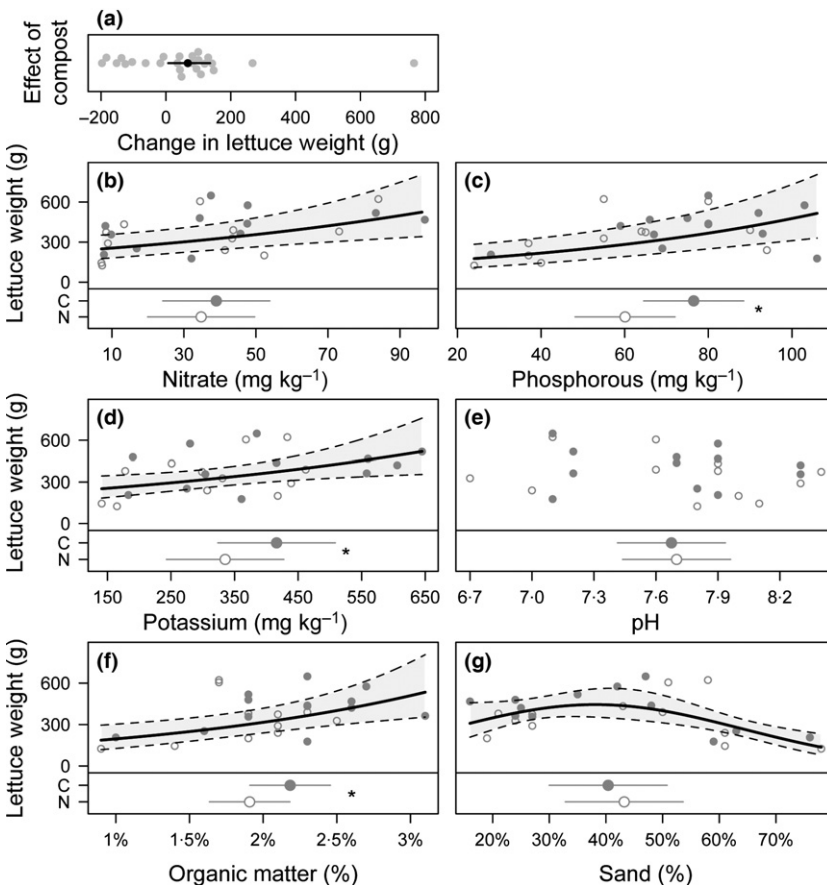 (a)
Effect of
compost
−200 0 200 400 600 800
Change in lettuce weight (g)
(b)
Lettuce weight (g)
600
300
0
C
N
10 30 50 70 90
Nitrate (mg kg−1)
(c)
C
N
*
20 40 60 80 100
Phosphorous (mg kg−1)
(d)
Lettuce weight (g)
600
300
0
C
N
*
150 250 350 450 550 650
Potassium (mg kg−1)
(e)
C
N
6·7 7·0 7·3 7·6 7·9 8·2
pH
(f)
Lettuce weight (g)
600
300
0
C
N
*
1% 1·5% 2% 2·5% 3%
Organic matter (%)
(g)
C
N
20% 30% 40% 50% 60% 70%
Sand (%)